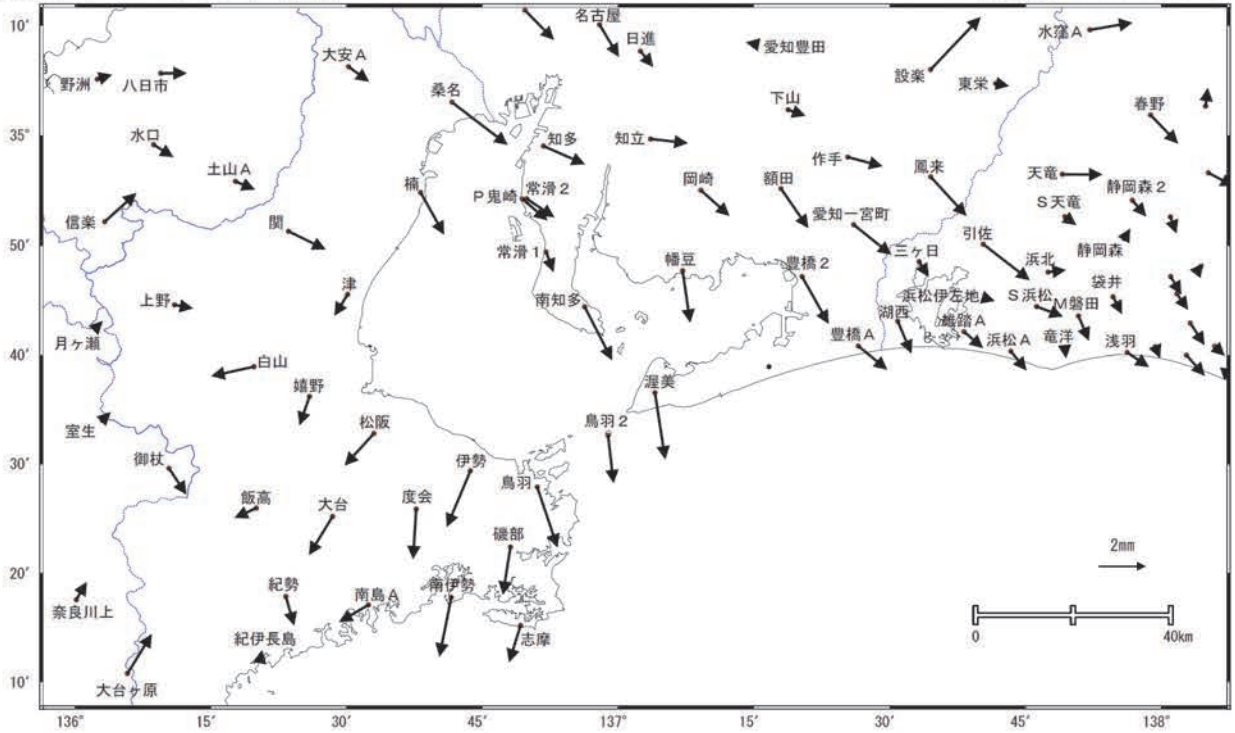 10′
名古屋
日進
愛知豊田
水窪A
大安A
設楽
東栄
野洲
八日市
桑名
下山
春野
35″
水口
知多
知立
作手
鳳来
土山A
楠
常滑2
P鬼崎
岡崎
額田
天竜
静岡森2
S天竜
信楽
関
愛知一宮町
引佐
50′
常滑1
三ヶ日
静岡森
幡豆
豊橋2
浜北
上野
津
南知多
浜松伊左地
S浜松
袋井
M磐田
湖西
舞踏A
月ヶ瀬
豊橋A
浜松A
竜洋
浅羽
40′
白山
嬉野
渥美
松阪
鳥羽2
室生
30′
御杖
伊勢
鳥羽
飯高
大台
度会
磯部
2mm
20′
紀勢
南島A
南伊勢
奈良川上
紀伊長島
志摩
0
40km
10′
大台ヶ原
136°
15′
30′
45′
137°
15′
30′
45′
138°